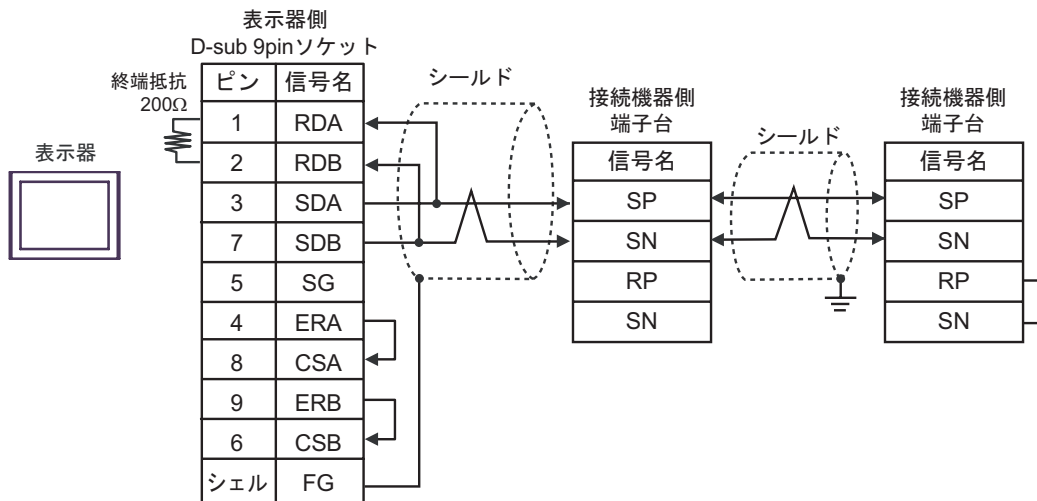 表示器側
D-sub 9pinソケット
終端抵抗
200Ω
表示器
ピン 信号名
1 RDA
2 RDB
3 SDA
7 SDB
5 SG
4 ERA
8 CSA
9 ERB
6 CSB
シェル FG
シールド
接続機器側
端子台
信号名
SP
SN
RP
SN
シールド
接続機器側
端子台
信号名
SP
SN
RP
SN